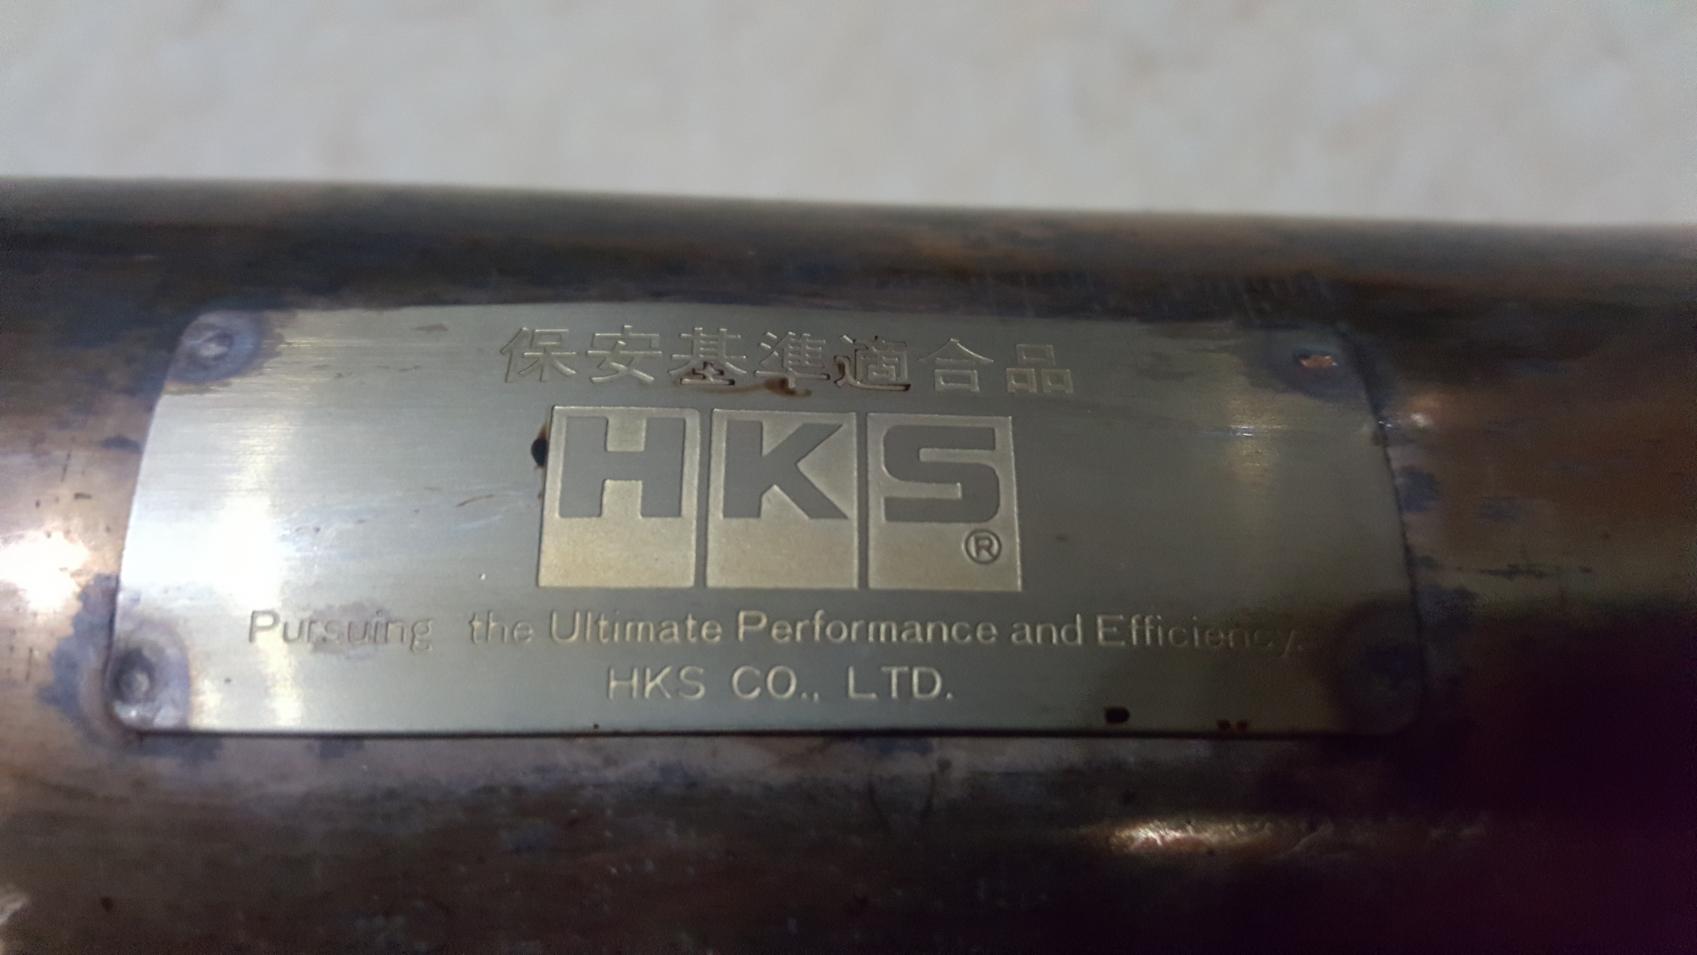 保安基準適合品
HKS®
Pursuing the Ultimate Performance and Efficiency.
HKS CO., LTD.